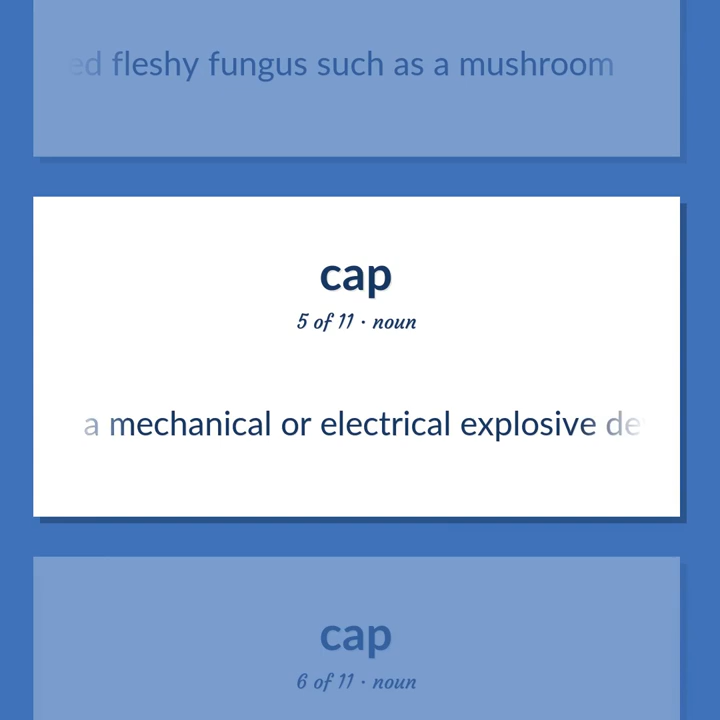 fleshy fungus such as a mushroom
cap
5 of 11 · noun
a mechanical or electrical explosive
cap
6 of 11 · noun